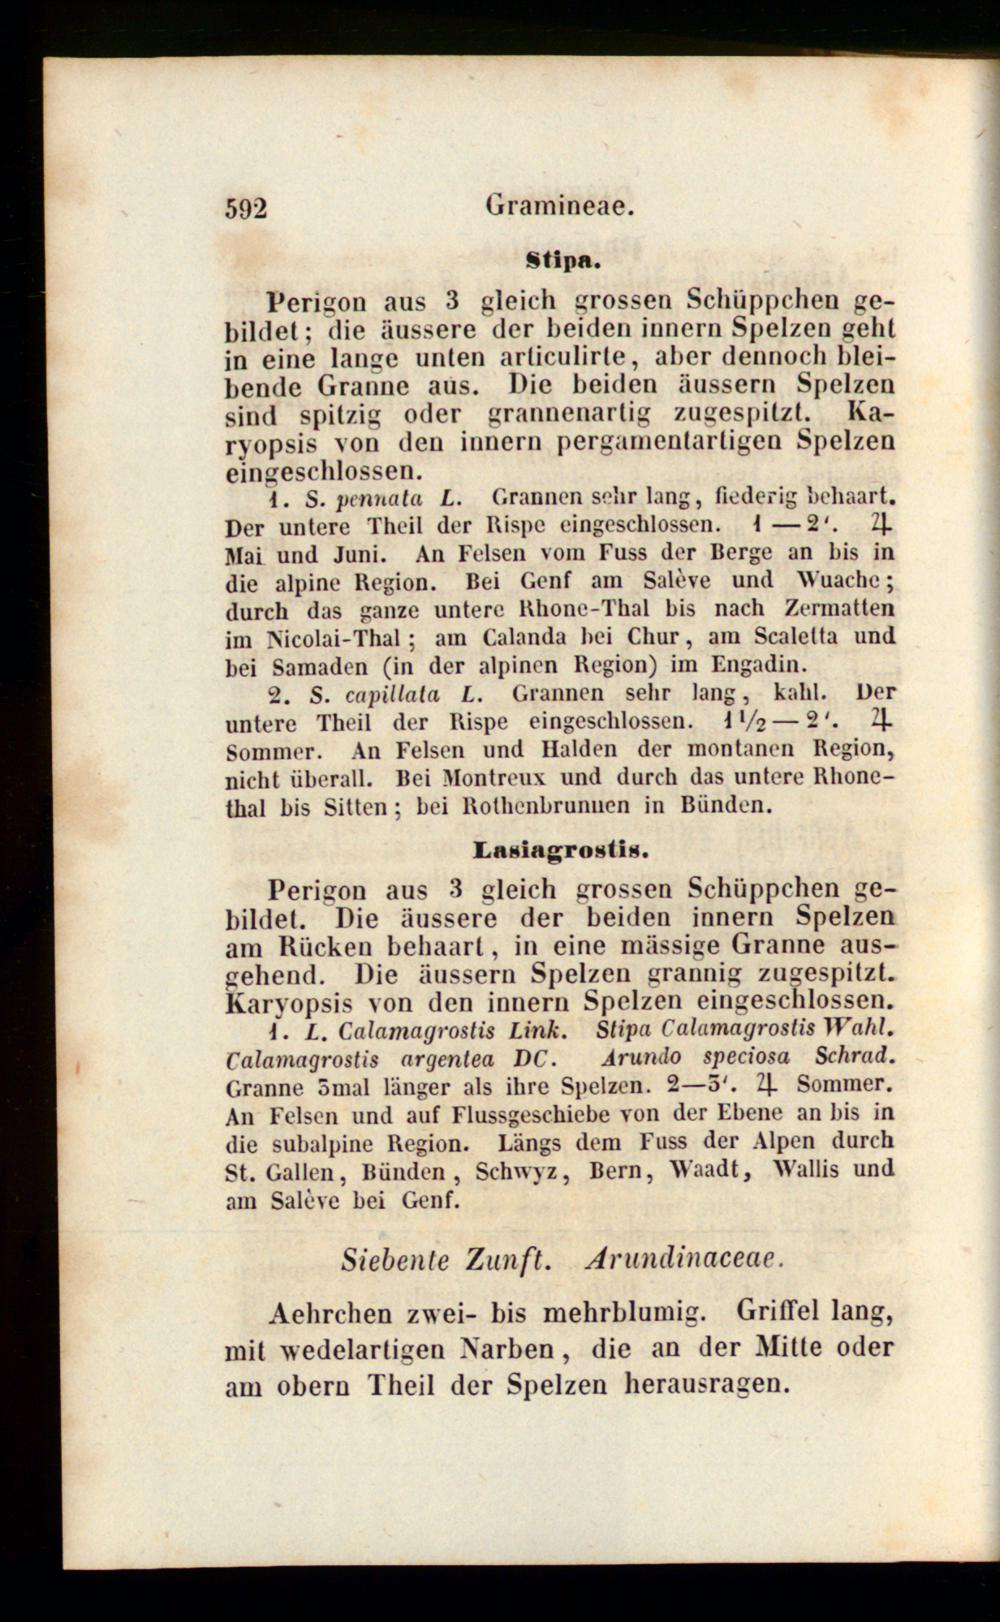 592 Gramineae.
Stipa.
Perigon aus 3 gleich grossen Schüppchen ge-
bildet; die äussere der beiden innern Spelzen geht
in eine lange unten articulirte, aber dennoch blei-
bende Granne aus. Die beiden äussern Spelzen
sind spitzig oder grannenartig zugespitzt. Ka-
ryopsis von den innern pergamentartigen Spelzen
eingeschlossen.
1. S. pennata L. Grannen sehr lang, fiederig behaart.
Der untere Theil der Rispe eingeschlossen. 1 — 2'. ♃
Mai und Juni. An Felsen vom Fuss der Berge an bis in
die alpine Region. Bei Genf am Salève und Wuache;
durch das ganze untere Rhone-Thal bis nach Zermatten
im Nicolai-Thal; am Calanda bei Chur, am Scaletta und
bei Samaden (in der alpinen Region) im Engadin.
2. S. capillata L. Grannen sehr lang, kahl. Der
untere Theil der Rispe eingeschlossen. 1 1/2 — 2'. ♃
Sommer. An Felsen und Halden der montanen Region,
nicht überall. Bei Montreux und durch das untere Rhone-
thal bis Sitten; bei Rothenbrunnen in Bünden.
Lasiagrostis.
Perigon aus 3 gleich grossen Schüppchen ge-
bildet. Die äussere der beiden innern Spelzen
am Rücken behaart, in eine mässige Granne aus-
gehend. Die äussern Spelzen grannig zugespitzt.
Karyopsis von den innern Spelzen eingeschlossen.
1. L. Calamagrostis Link. Stipa Calamagrostis Wahl.
Calamagrostis argentea DC. Arundo speciosa Schrad.
Granne 3mal länger als ihre Spelzen. 2—3'. ♃ Sommer.
An Felsen und auf Flussgeschiebe von der Ebene an bis in
die subalpine Region. Längs dem Fuss der Alpen durch
St. Gallen, Bünden, Schwyz, Bern, Waadt, Wallis und
am Salève bei Genf.
Siebente Zunft. Arundinaceae.
Aehrchen zwei- bis mehrblumig. Griffel lang,
mit wedelartigen Narben, die an der Mitte oder
am obern Theil der Spelzen herausragen.